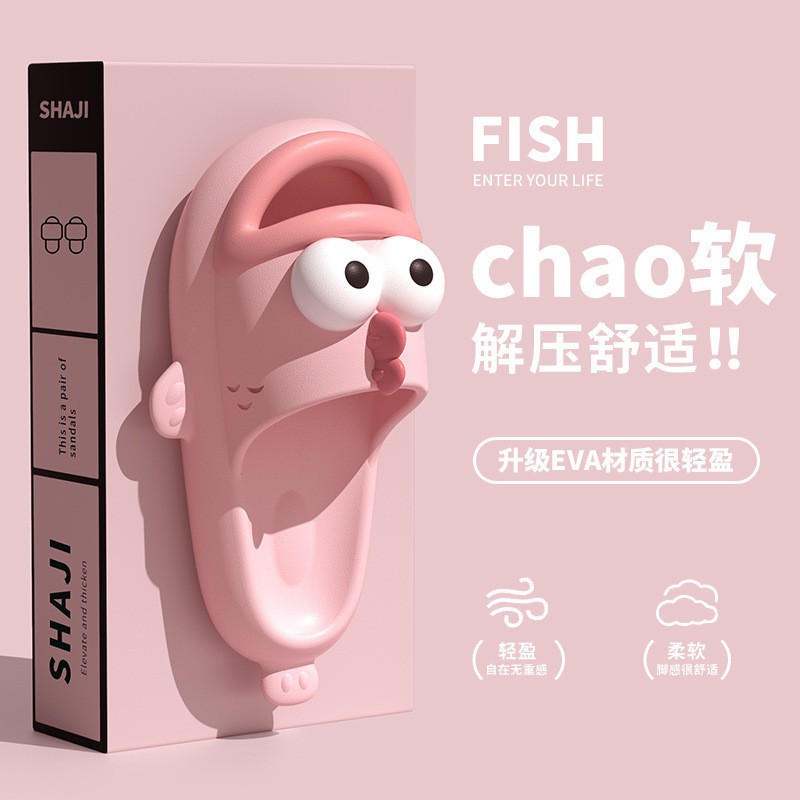 SHAJI
This is a pair of
sandals
SHAJI
Elevate and thicken
FISH
ENTER YOUR LIFE
chao软
解压舒适!!
升级EVA材质很轻盈
轻盈
自在无重感
柔软
脚感很舒适